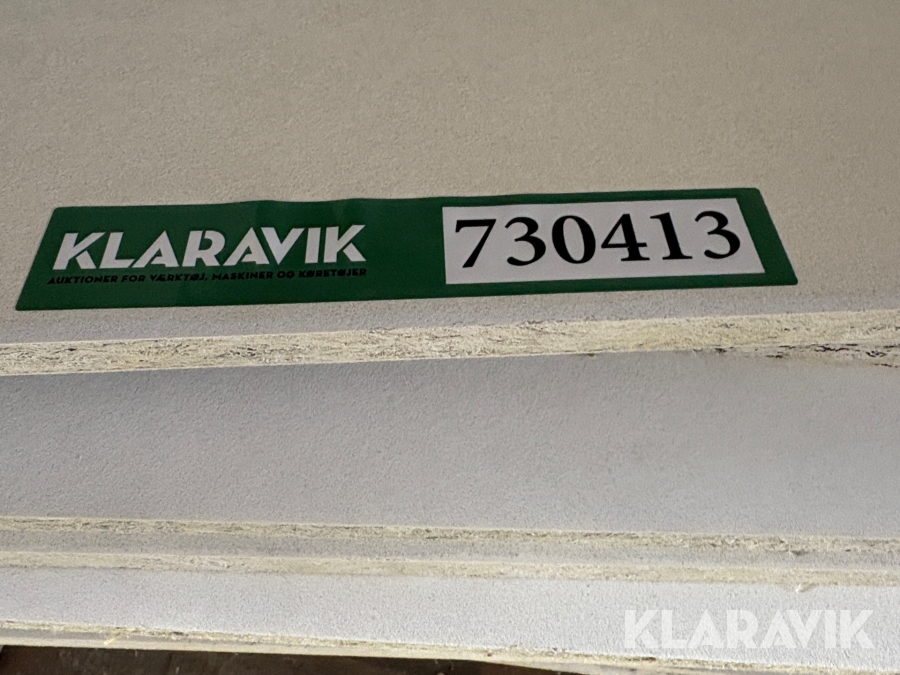 KLARAVIK
AUKTIONER FOR VÆRKTØJ, MASKINER OG KØRETØJER
730413
KLARAVIK